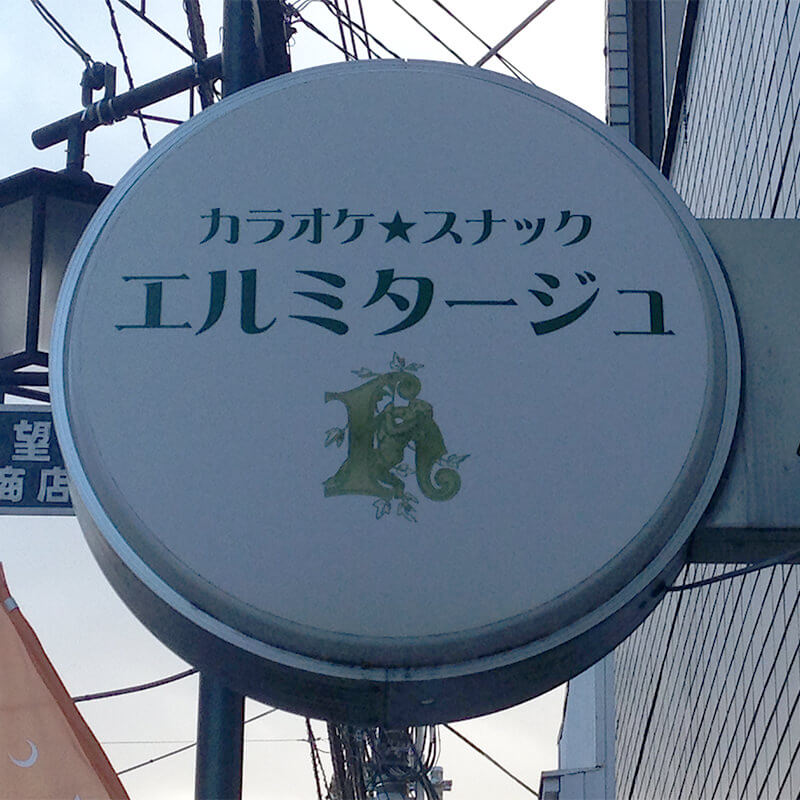 カラオケ★スナック
エルミタージュ
望
商店